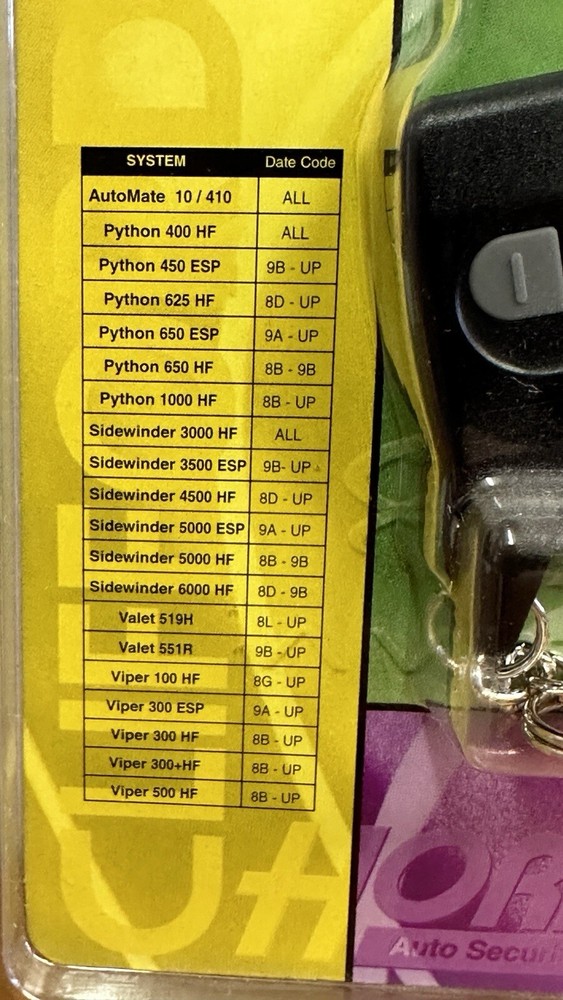 SYSTEM Date Code
AutoMate 10 / 410 ALL
Python 400 HF ALL
Python 450 ESP 9B - UP
Python 625 HF 8D - UP
Python 650 ESP 9A - UP
Python 650 HF 8B - 9B
Python 1000 HF 8B - UP
Sidewinder 3000 HF ALL
Sidewinder 3500 ESP 9B- UP
Sidewinder 4500 HF 8D - UP
Sidewinder 5000 ESP 9A - UP
Sidewinder 5000 HF 8B - 9B
Sidewinder 6000 HF 8D - 9B
Valet 519H 8L - UP
Valet 551R 9B - UP
Viper 100 HF 8G - UP
Viper 300 ESP 9A - UP
Viper 300 HF 8B - UP
Viper 300+HF 8B - UP
Viper 500 HF 8B - UP
Auto